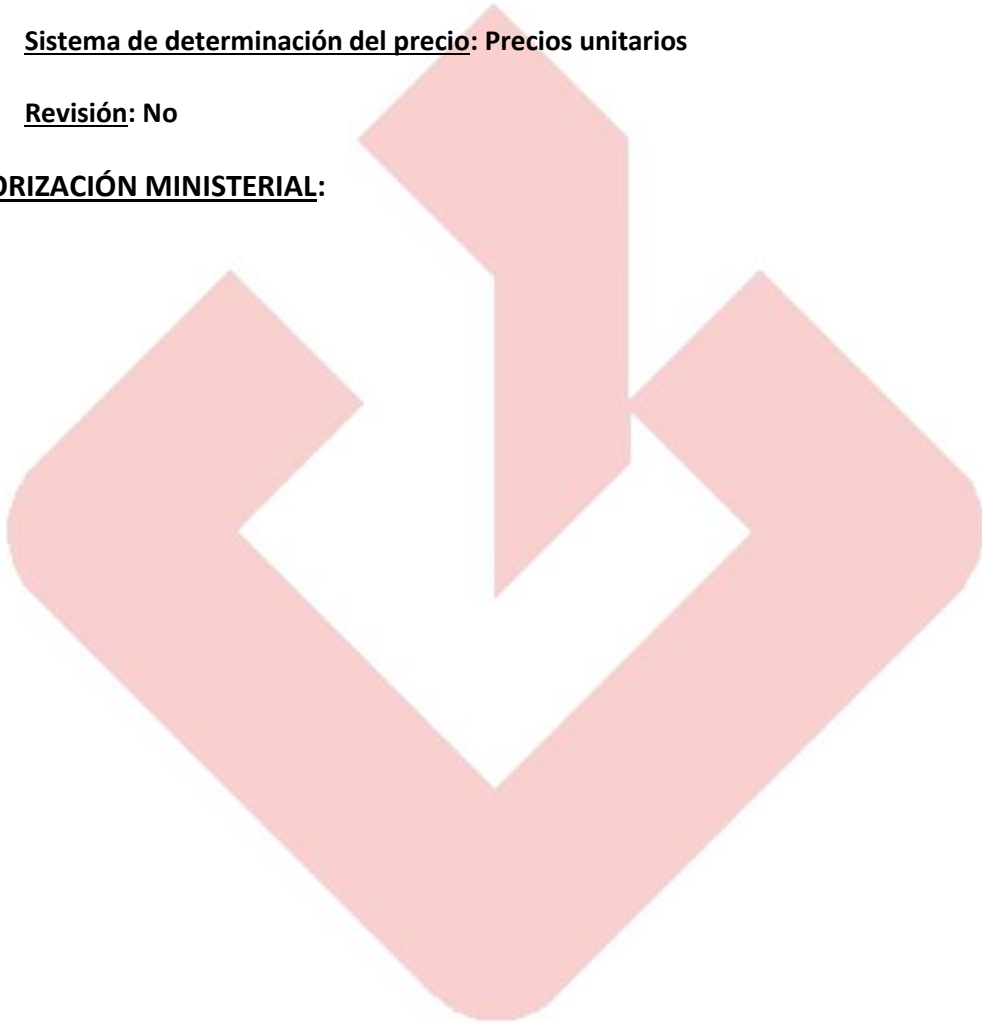 Sistema de determinación del precio: Precios unitarios
Revisión: No
ORIZACIÓN MINISTERIAL: